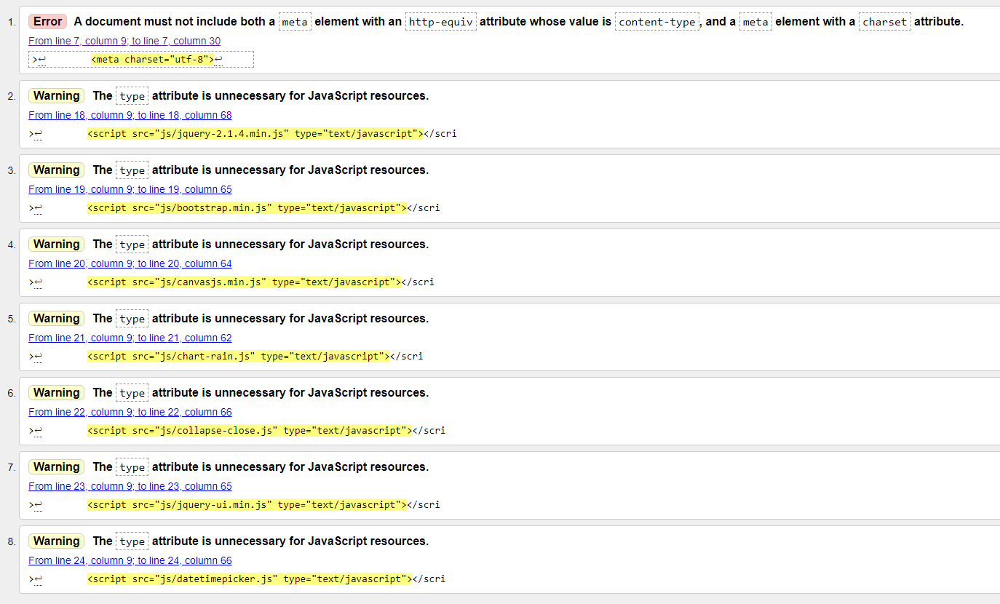 1. Error A document must not include both a meta element with an http-equiv attribute whose value is content-type, and a meta element with a charset attribute.
From line 7, column 9; to line 7, column 30
>↩ <meta charset="utf-8">↩
2. Warning The type attribute is unnecessary for JavaScript resources.
From line 18, column 9; to line 18, column 68
>↩ <script src="js/jquery-2.1.4.min.js" type="text/javascript"></scri
3. Warning The type attribute is unnecessary for JavaScript resources.
From line 19, column 9; to line 19, column 65
>↩ <script src="js/bootstrap.min.js" type="text/javascript"></scri
4. Warning The type attribute is unnecessary for JavaScript resources.
From line 20, column 9; to line 20, column 64
>↩ <script src="js/canvasjs.min.js" type="text/javascript"></scri
5. Warning The type attribute is unnecessary for JavaScript resources.
From line 21, column 9; to line 21, column 62
>↩ <script src="js/chart-rain.js" type="text/javascript"></scri
6. Warning The type attribute is unnecessary for JavaScript resources.
From line 22, column 9; to line 22, column 66
>↩ <script src="js/collapse-close.js" type="text/javascript"></scri
7. Warning The type attribute is unnecessary for JavaScript resources.
From line 23, column 9; to line 23, column 65
>↩ <script src="js/jquery-ui.min.js" type="text/javascript"></scri
8. Warning The type attribute is unnecessary for JavaScript resources.
From line 24, column 9; to line 24, column 66
>↩ <script src="js/datetimepicker.js" type="text/javascript"></scri